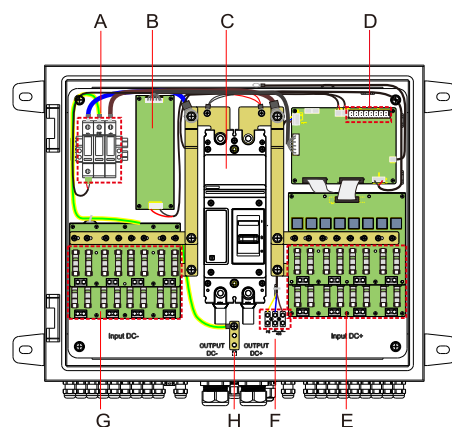 A B C D
Input DC-
OUTPUT DC-
OUTPUT DC+
Input DC+
G H F E